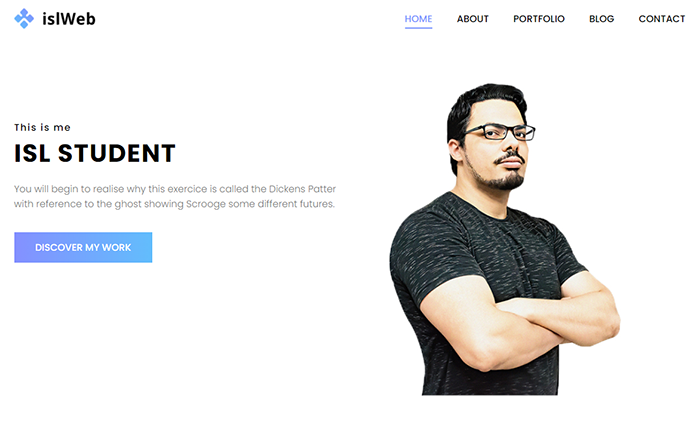 islWeb
HOME ABOUT PORTFOLIO BLOG CONTACT
This is me
ISL STUDENT
You will begin to realise why this exercice is called the Dickens Patter
with reference to the ghost showing Scrooge some different futures.
DISCOVER MY WORK